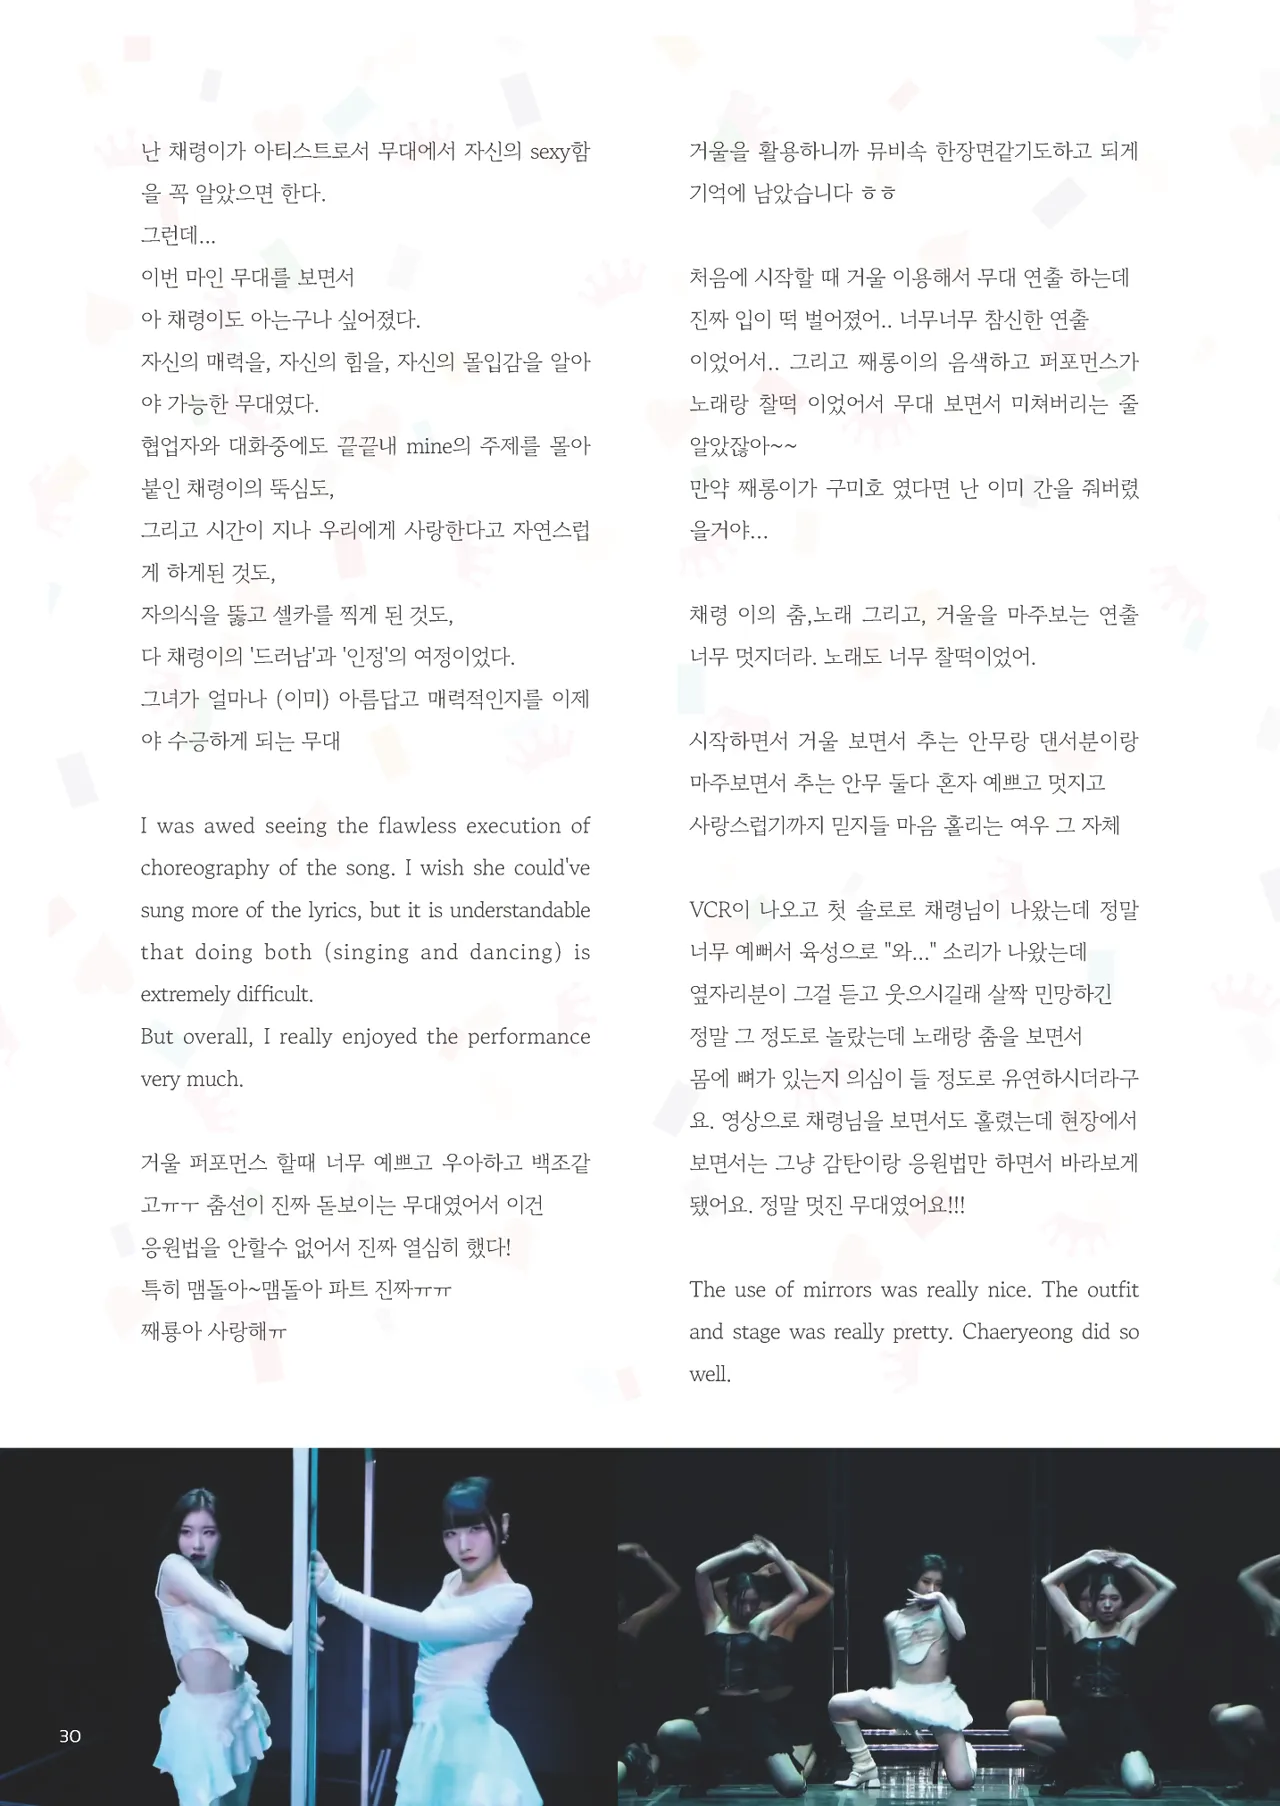 난 채령이가 아티스트로서 무대에서 자신의 sexy함
을 꼭 알았으면 한다.
그런데...
이번 마인 무대를 보면서
아 채령이도 아는구나 싶어졌다.
자신의 매력을, 자신의 힘을, 자신의 몰입감을 알아
야 가능한 무대였다.
협업자와 대화중에도 끝끝내 mine의 주제를 몰아
붙인 채령이의 뚝심도,
그리고 시간이 지나 우리에게 사랑한다고 자연스럽
게 하게된 것도,
자의식을 뚫고 셀카를 찍게 된 것도,
다 채령이의 '드러남'과 '인정'의 여정이었다.
그녀가 얼마나 (이미) 아름답고 매력적인지를 이제
야 수긍하게 되는 무대
I was awed seeing the flawless execution of
choreography of the song. I wish she could've
sung more of the lyrics, but it is understandable
that doing both (singing and dancing) is
extremely difficult.
But overall, I really enjoyed the performance
very much.
거울 퍼포먼스 할때 너무 예쁘고 우아하고 백조같
고ㅠㅜ 춤선이 진짜 돋보이는 무대였어서 이건
응원법을 안할수 없어서 진짜 열심히 했다!
특히 맴돌아~맴돌아 파트 진짜ㅠㅠ
째룡아 사랑해ㅠ
거울을 활용하니까 뮤비속 한장면같기도하고 되게
기억에 남았습니다 ㅎㅎ
처음에 시작할 때 거울 이용해서 무대 연출 하는데
진짜 입이 떡 벌어졌어.. 너무너무 참신한 연출
이었어서.. 그리고 째롱이의 음색하고 퍼포먼스가
노래랑 찰떡 이었어서 무대 보면서 미쳐버리는 줄
알았잖아~~
만약 째롱이가 구미호 였다면 난 이미 간을 줘버렸
을거야...
채령 이의 춤,노래 그리고, 거울을 마주보는 연출
너무 멋지더라. 노래도 너무 찰떡이었어.
시작하면서 거울 보면서 추는 안무랑 댄서분이랑
마주보면서 추는 안무 둘다 혼자 예쁘고 멋지고
사랑스럽기까지 믿지들 마음 홀리는 여우 그 자체
VCR이 나오고 첫 솔로로 채령님이 나왔는데 정말
너무 예뻐서 육성으로 "와..." 소리가 나왔는데
옆자리분이 그걸 듣고 웃으시길래 살짝 민망하긴
정말 그 정도로 놀랐는데 노래랑 춤을 보면서
몸에 뼈가 있는지 의심이 들 정도로 유연하시더라구
요. 영상으로 채령님을 보면서도 홀렸는데 현장에서
보면서는 그냥 감탄이랑 응원법만 하면서 바라보게
됐어요. 정말 멋진 무대였어요!!!
The use of mirrors was really nice. The outfit
and stage was really pretty. Chaeryeong did so
well.
30